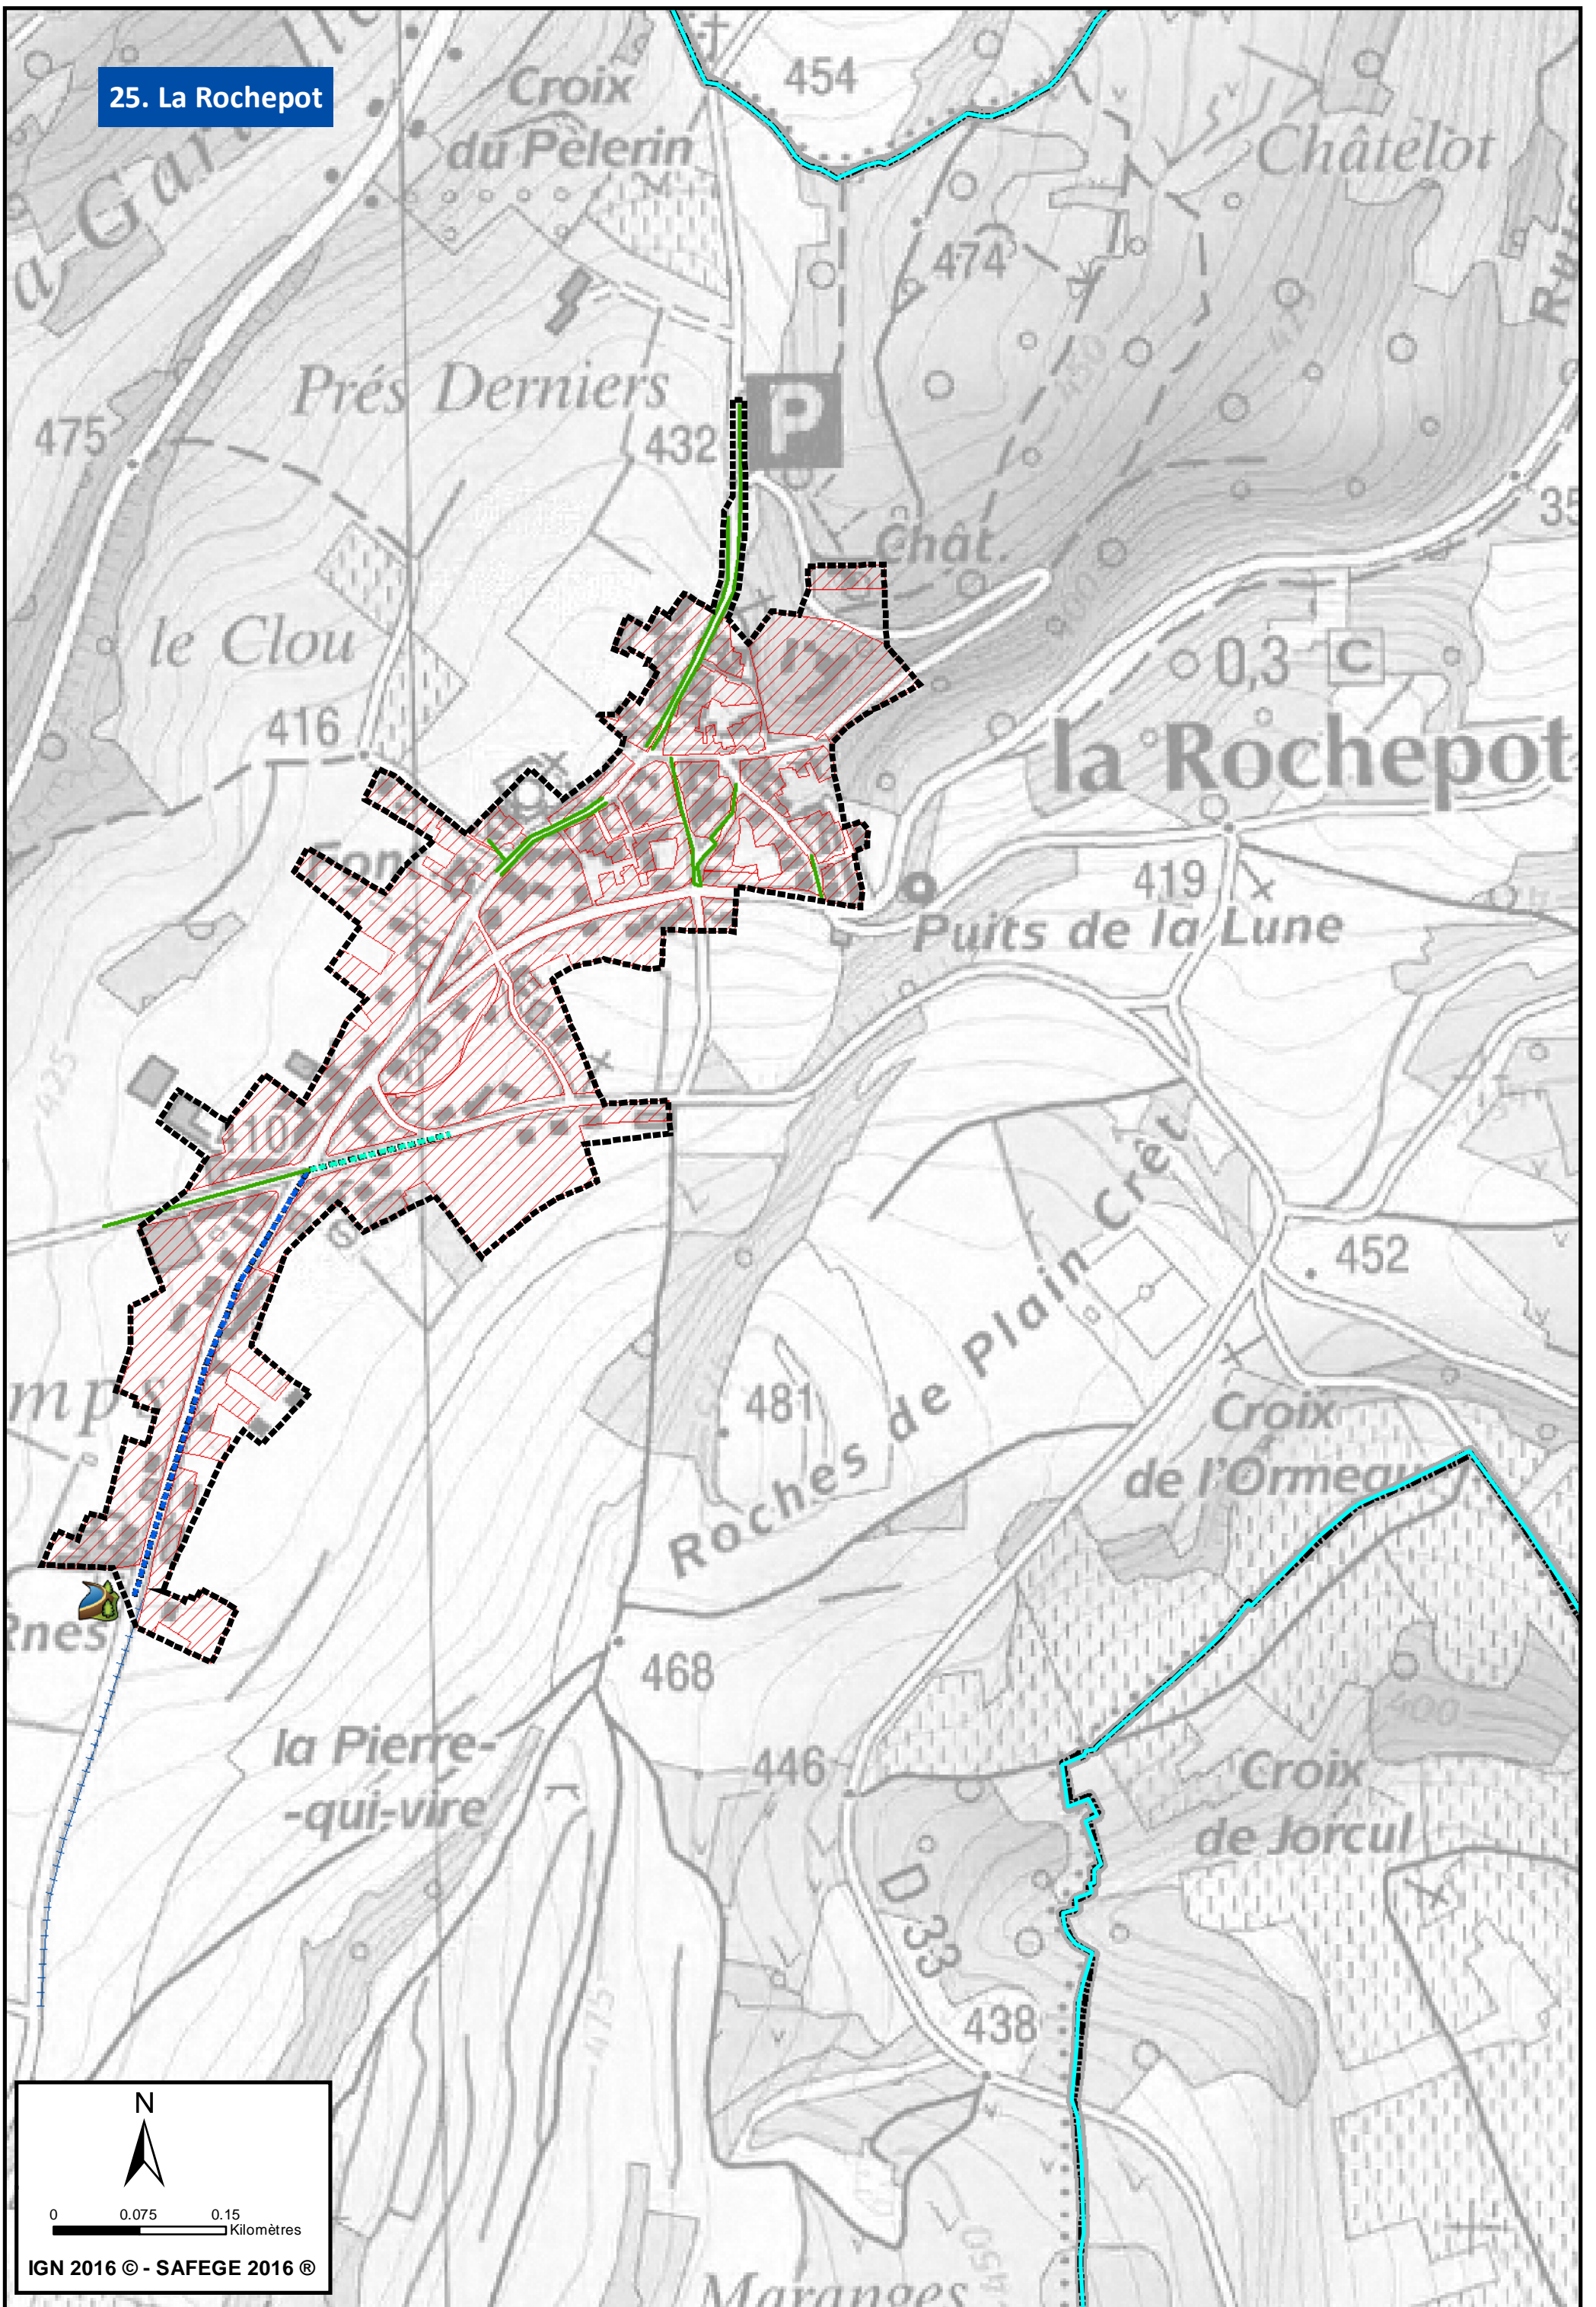 25. La Rochepot
Croix
du Pèlerin
454
Châtelot
474
Prés Derniers
475
432
P
Chât.
le Clou
416
0,3
C
la Rochepot
419
Puits de la Lune
410
452
481
Roches de Plain Crêt
Croix
de l'Ormeau
468
la Pierre-
-qui-vire
446
Croix
de Jorcul
400
D 33
438
475
450
N
0 0.075 0.15
Kilomètres
IGN 2016 © - SAFEGE 2016 ®
Maranges